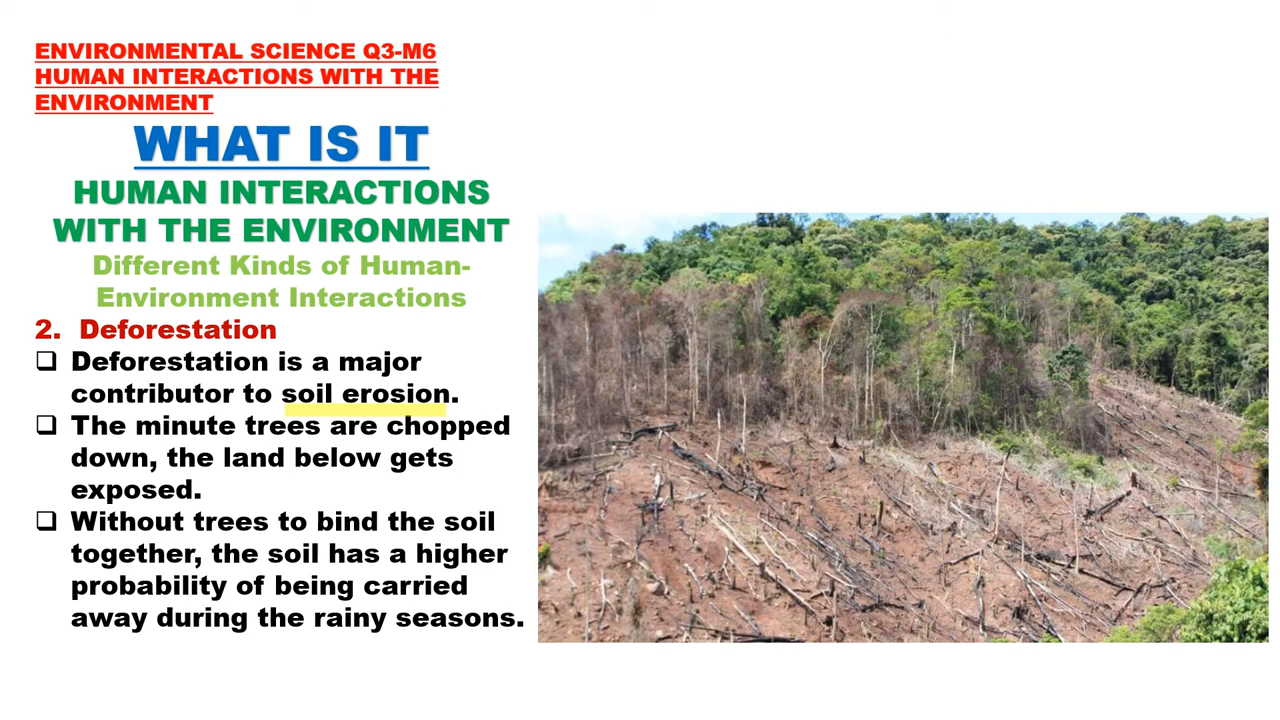 ENVIRONMENTAL SCIENCE Q3-M6
HUMAN INTERACTIONS WITH THE
ENVIRONMENT
WHAT IS IT
HUMAN INTERACTIONS
WITH THE ENVIRONMENT
Different Kinds of Human-
Environment Interactions
2. Deforestation
❑ Deforestation is a major
contributor to soil erosion.
❑ The minute trees are chopped
down, the land below gets
exposed.
❑ Without trees to bind the soil
together, the soil has a higher
probability of being carried
away during the rainy seasons.